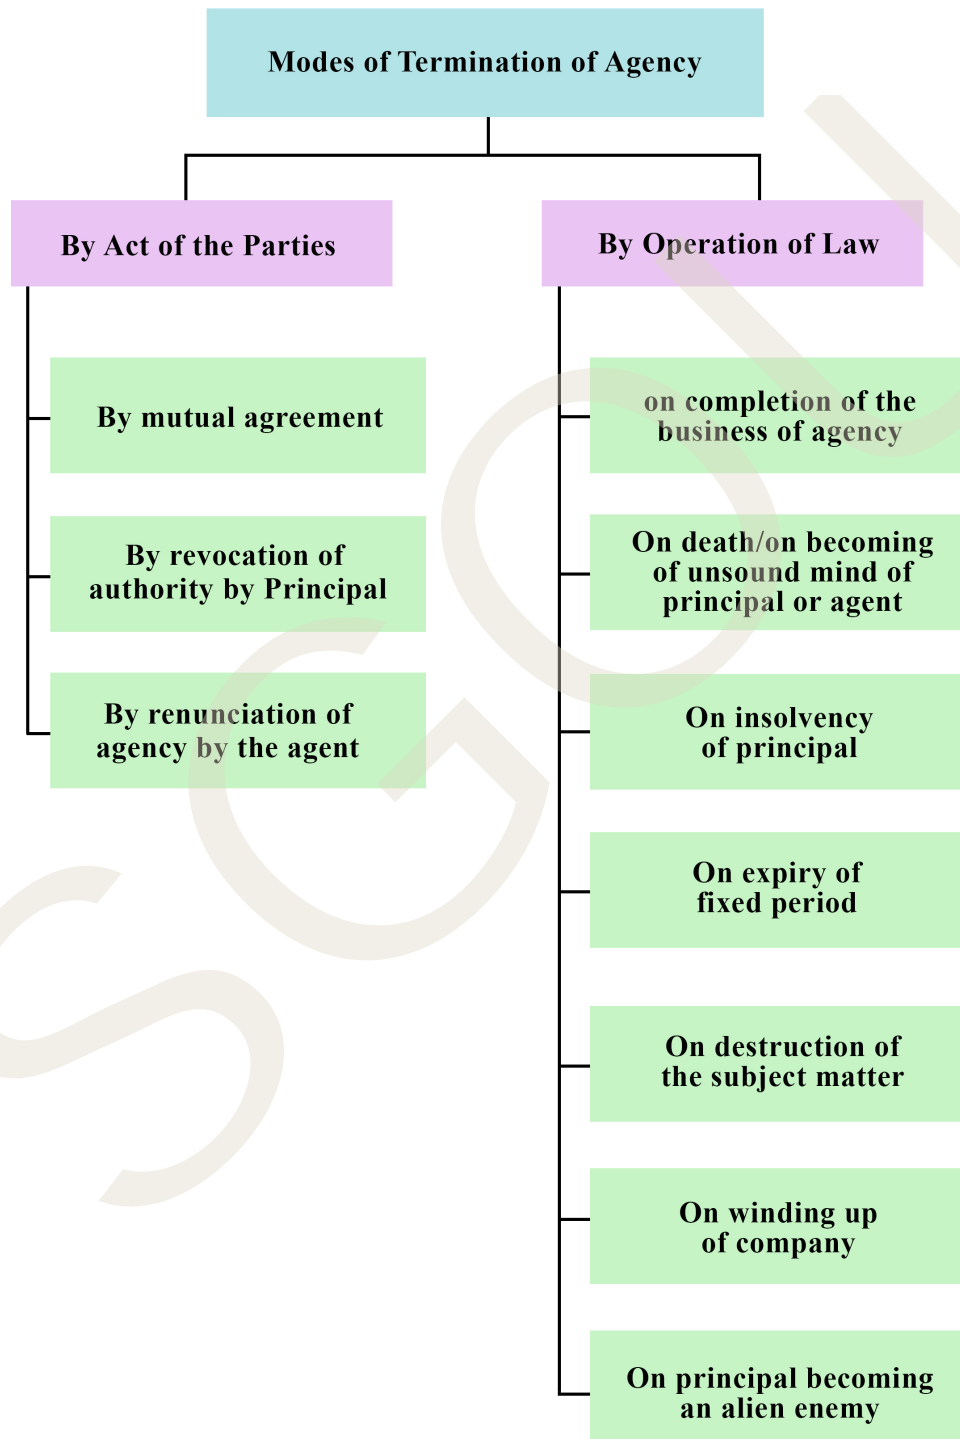 Modes of Termination of Agency
By Act of the Parties
By mutual agreement
By revocation of
authority by Principal
By renunciation of
agency by the agent
By Operation of Law
on completion of the
business of agency
On death/on becoming
of unsound mind of
principal or agent
On insolvency
of principal
On expiry of
fixed period
On destruction of
the subject matter
On winding up
of company
On principal becoming
an alien enemy
SGOU